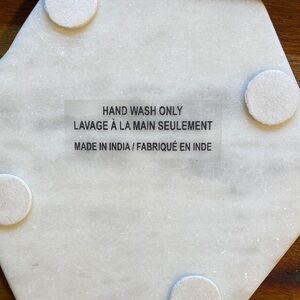 HAND WASH ONLY
LAVAGE À LA MAIN SEULEMENT
MADE IN INDIA / FABRIQUÉ EN INDE